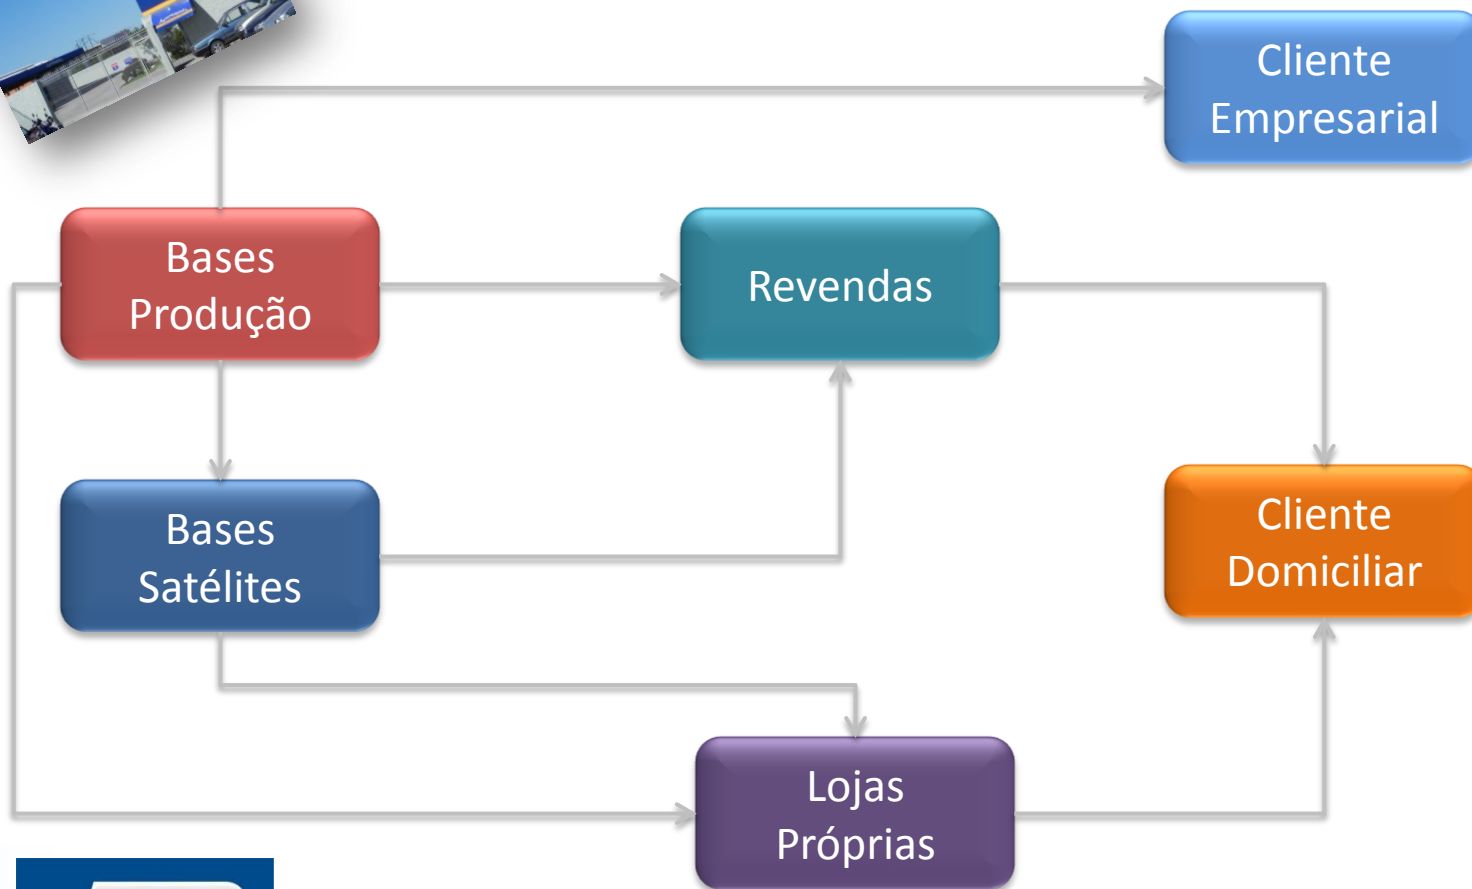 Cliente
Empresarial
Bases
Produção
Revendas
Bases
Satélites
Cliente
Domiciliar
Lojas
Próprias